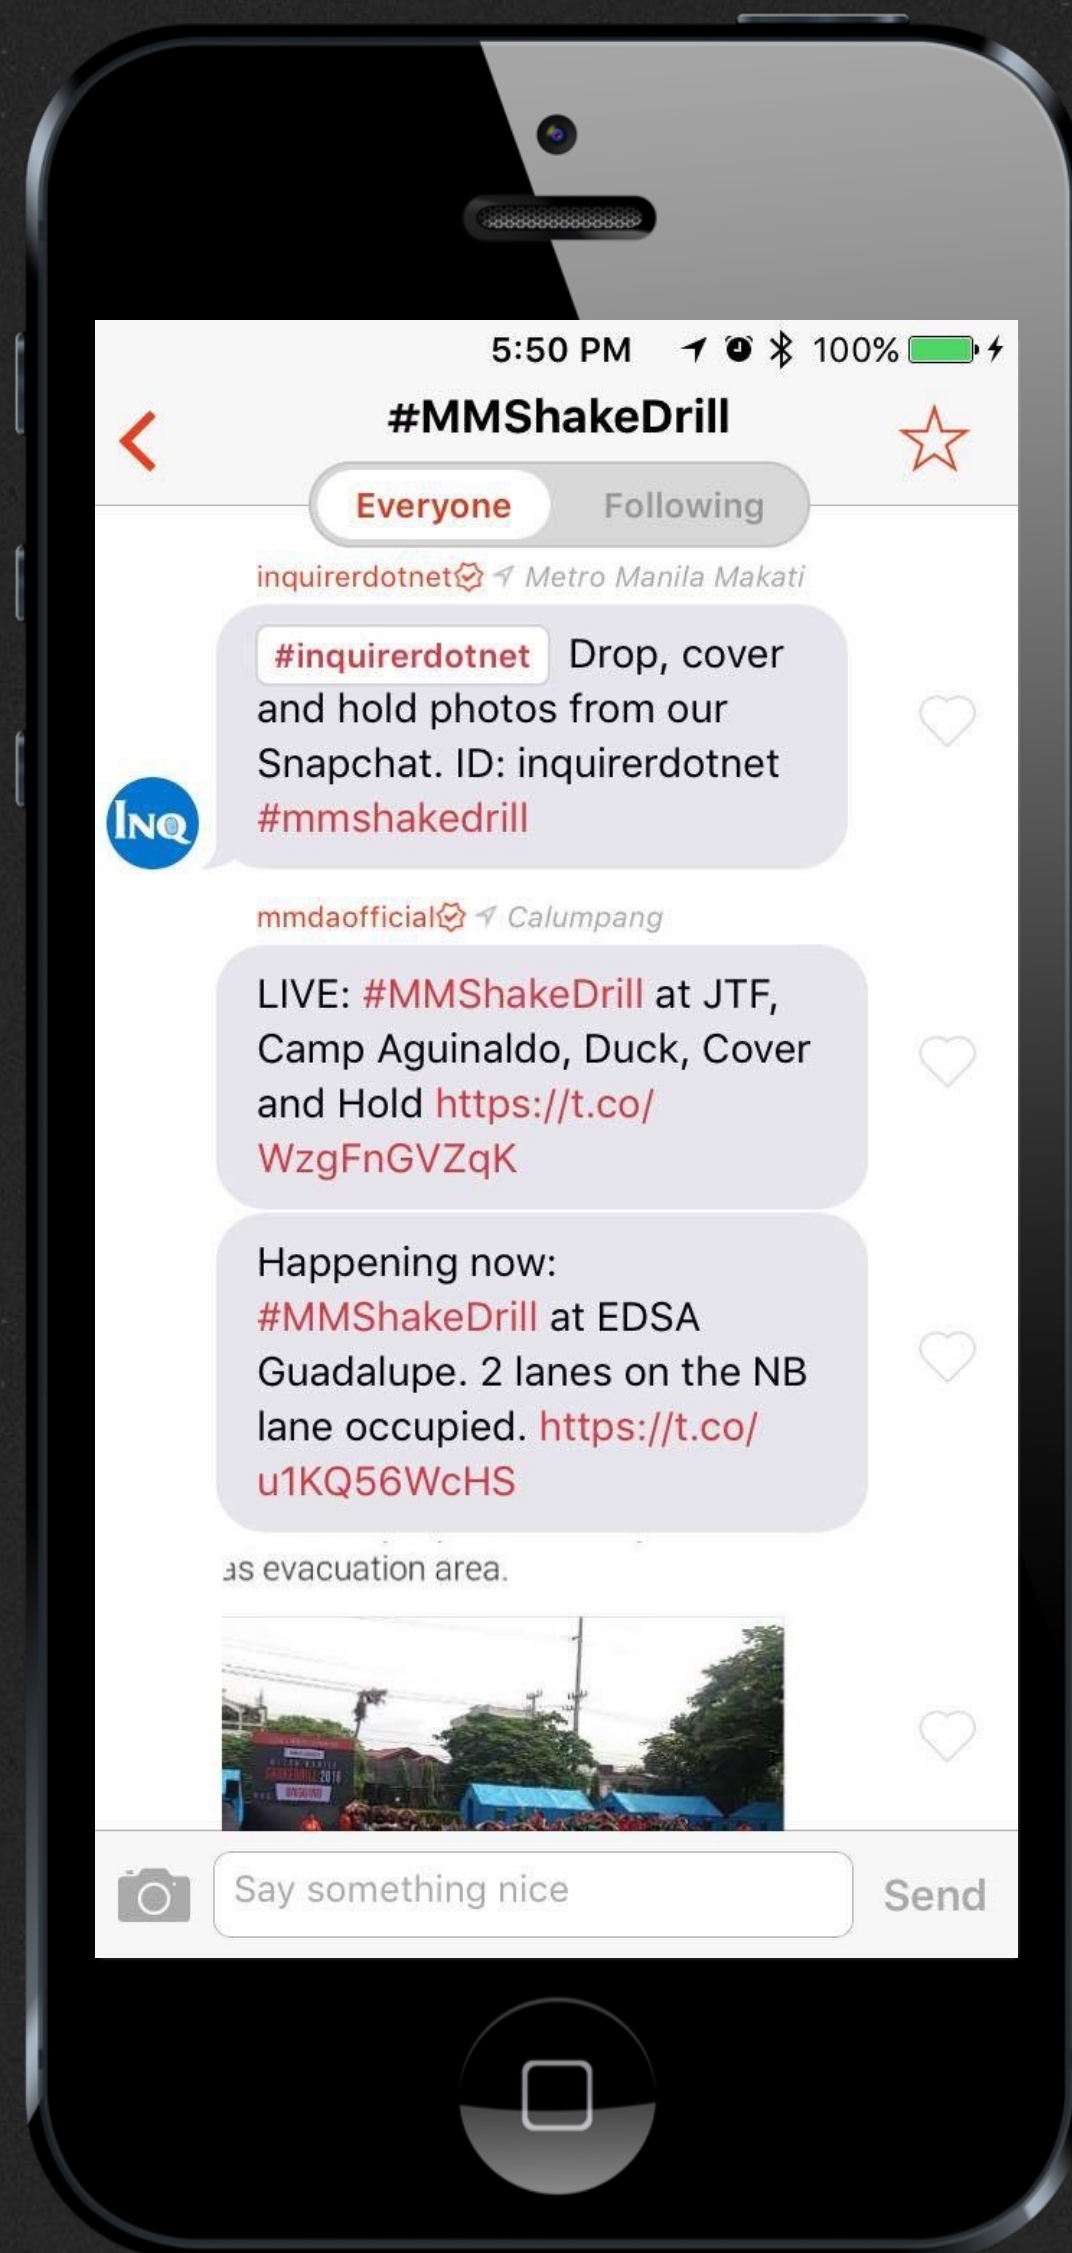 5:50 PM 100%
#MMShakeDrill
Everyone Following
inquirerdotnet Metro Manila Makati
#inquirerdotnet Drop, cover
and hold photos from our
Snapchat. ID: inquirerdotnet
#mmshakedrill
INQ
mmdaofficial Calumpang
LIVE: #MMShakeDrill at JTF,
Camp Aguinaldo, Duck, Cover
and Hold https://t.co/
WzgFnGVZqK
Happening now:
#MMShakeDrill at EDSA
Guadalupe. 2 lanes on the NB
lane occupied. https://t.co/
u1KQ56WcHS
as evacuation area.
Say something nice Send